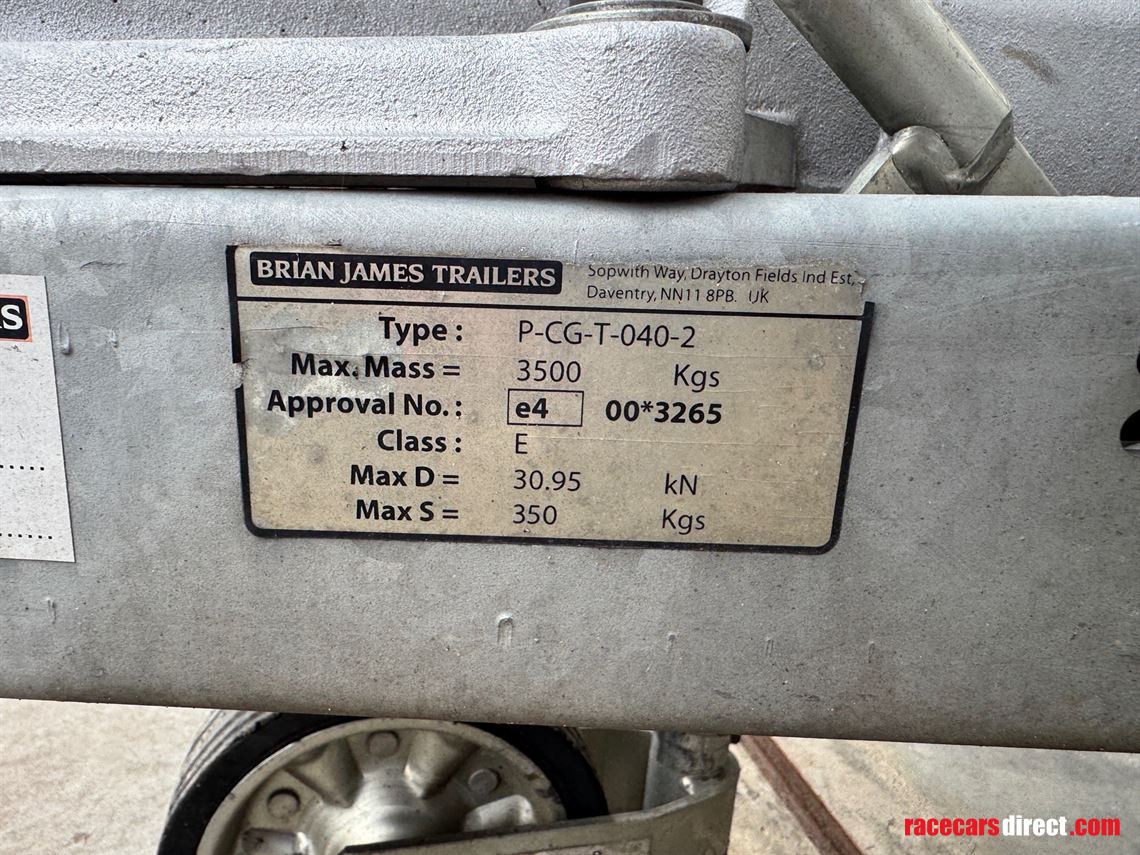 BRIAN JAMES TRAILERS
Sopwith Way, Drayton Fields Ind Est,
Daventry, NN11 8PB. UK
Type : P-CG-T-040-2
Max. Mass = 3500 Kgs
Approval No. : e4 00*3265
Class : E
Max D = 30.95 kN
Max S = 350 Kgs
racecarsdirect.com